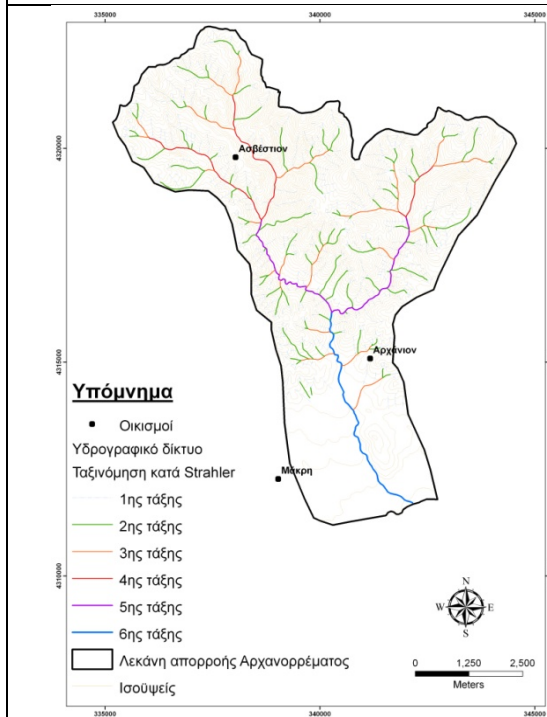 335000 340000 345000
4320000
Ασβέστιον
4315000
Αρχάνιον
Υπόμνημα
Οικισμοί
Υδρογραφικό δίκτυο
Ταξινόμηση κατά Strahler
Μάκρη
1ης τάξης
2ης τάξης
3ης τάξης
4ης τάξης
5ης τάξης
6ης τάξης
Λεκάνη απορροής Αρχανορρέματος
Ισοϋψείς
4310000
N
W E
S
0 1,250 2,500
Meters
335000 340000 345000